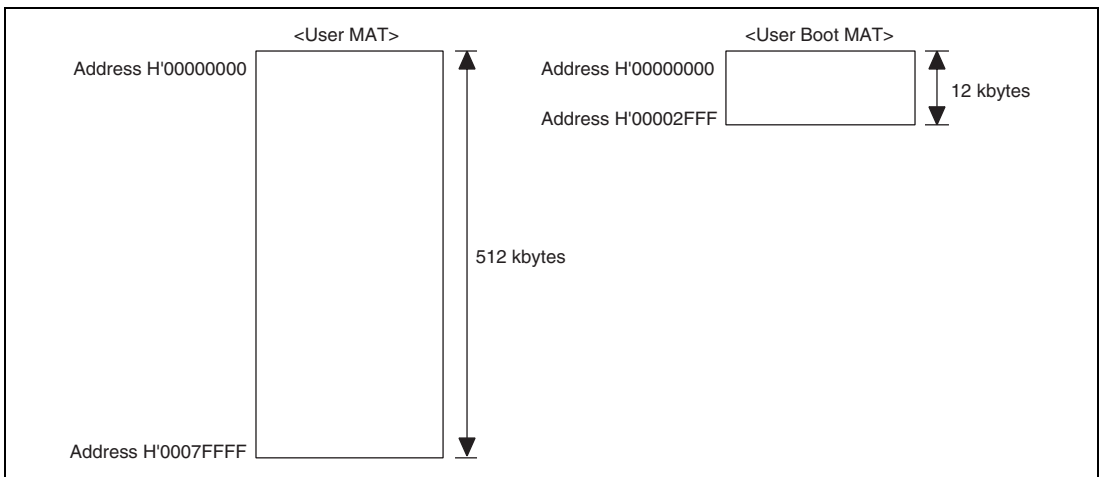 <User MAT>
Address H'00000000
512 kbytes
Address H'0007FFFF
<User Boot MAT>
Address H'00000000
12 kbytes
Address H'00002FFF